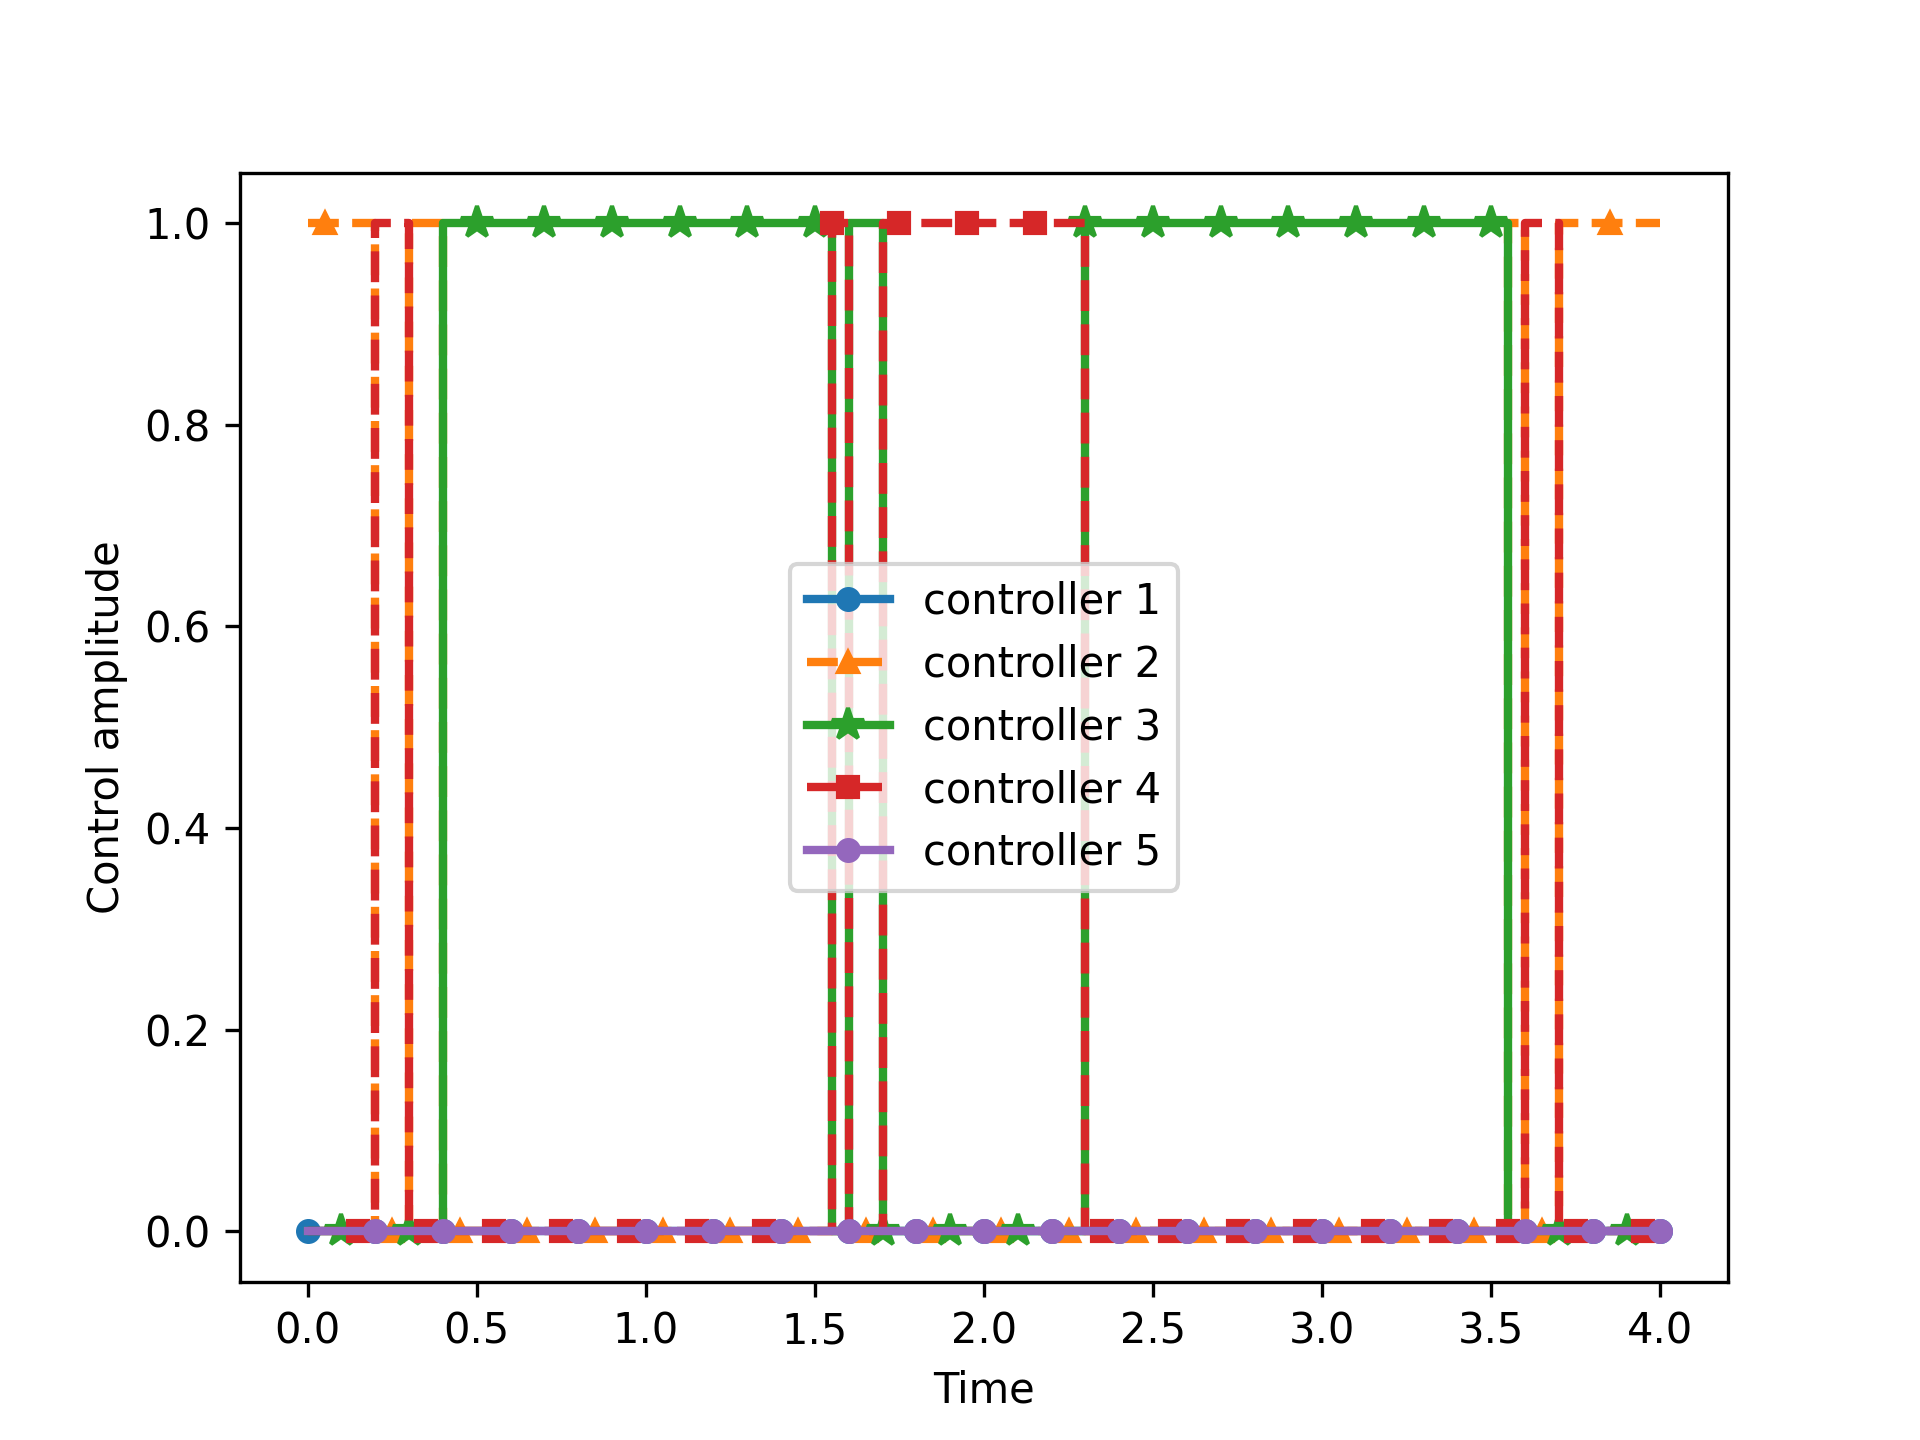 1.0
0.8
0.6
0.4
0.2
0.0
Control amplitude
controller 1
controller 2
controller 3
controller 4
controller 5
0.0 0.5 1.0 1.5 2.0 2.5 3.0 3.5 4.0
Time